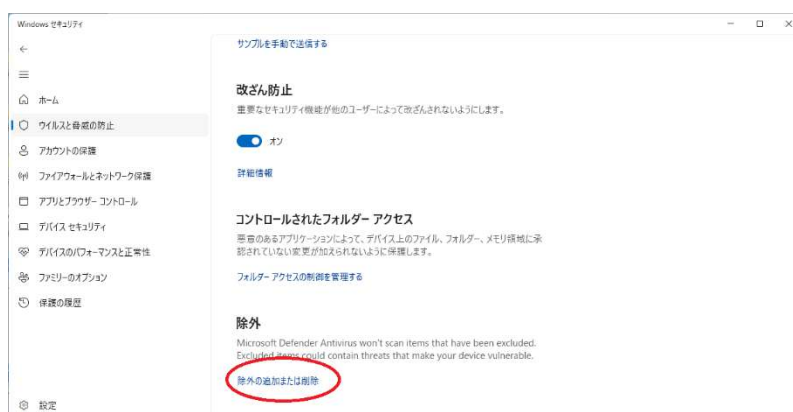 Windows セキュリティ
サンプルを手動で送信する
ホーム
ウイルスと脅威の防止
アカウントの保護
ファイアウォールとネットワーク保護
アプリとブラウザー コントロール
デバイス セキュリティ
デバイスのパフォーマンスと正常性
ファミリーのオプション
保護の履歴
設定
改ざん防止
重要なセキュリティ機能が他のユーザーによって改ざんされないようにします。
オン
詳細情報
コントロールされたフォルダー アクセス
悪意のあるアプリケーションによって、デバイス上のファイル、フォルダー、メモリ領域に承
認されていない変更が加えられないように保護します。
フォルダー アクセスの制御を管理する
除外
Microsoft Defender Antivirus won't scan items that have been excluded.
Excluded items could contain threats that make your device vulnerable.
除外の追加または削除